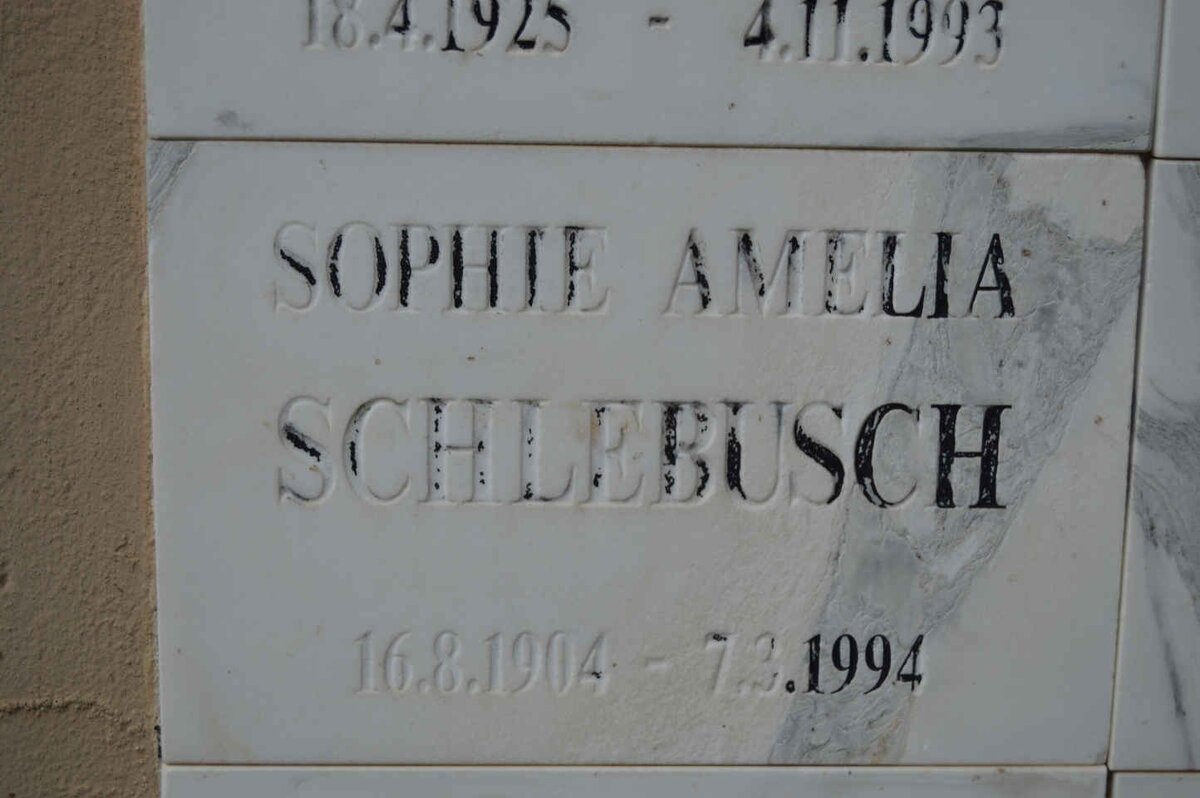 18.4.1925 - 4.11.1993
SOPHIE AMELIA
SCHLEBUSCH
16.8.1904 - 7.3.1994